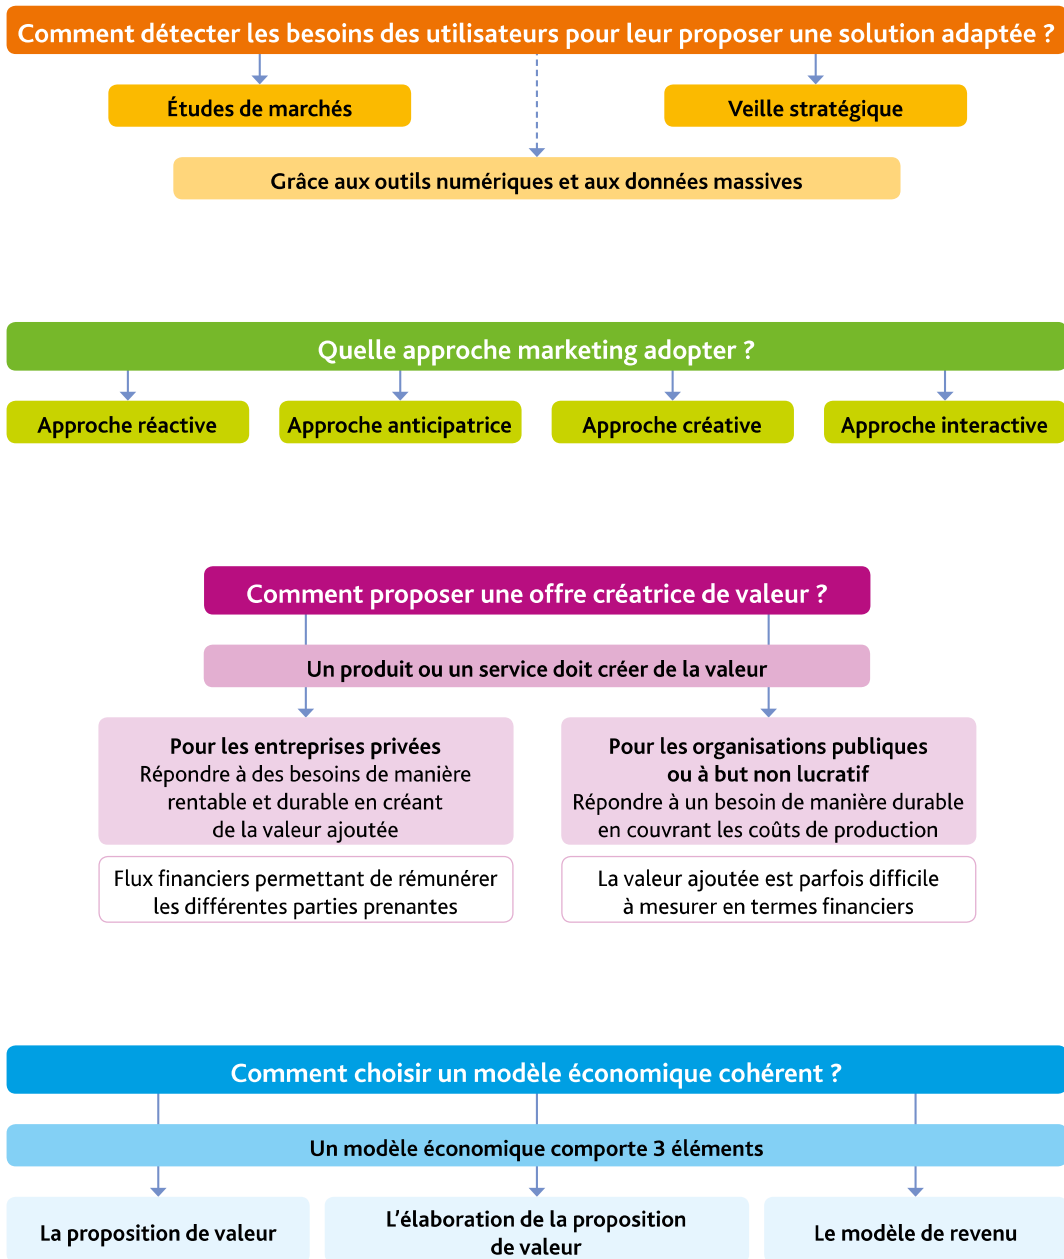 Comment détecter les besoins des utilisateurs pour leur proposer une solution adaptée ?
Études de marchés
Veille stratégique
Grâce aux outils numériques et aux données massives
Quelle approche marketing adopter ?
Approche réactive
Approche anticipatrice
Approche créative
Approche interactive
Comment proposer une offre créatrice de valeur ?
Un produit ou un service doit créer de la valeur
Pour les entreprises privées
Répondre à des besoins de manière
rentable et durable en créant
de la valeur ajoutée
Flux financiers permettant de rémunérer
les différentes parties prenantes
Pour les organisations publiques
ou à but non lucratif
Répondre à un besoin de manière durable
en couvrant les coûts de production
La valeur ajoutée est parfois difficile
à mesurer en termes financiers
Comment choisir un modèle économique cohérent ?
Un modèle économique comporte 3 éléments
La proposition de valeur
L'élaboration de la proposition
de valeur
Le modèle de revenu